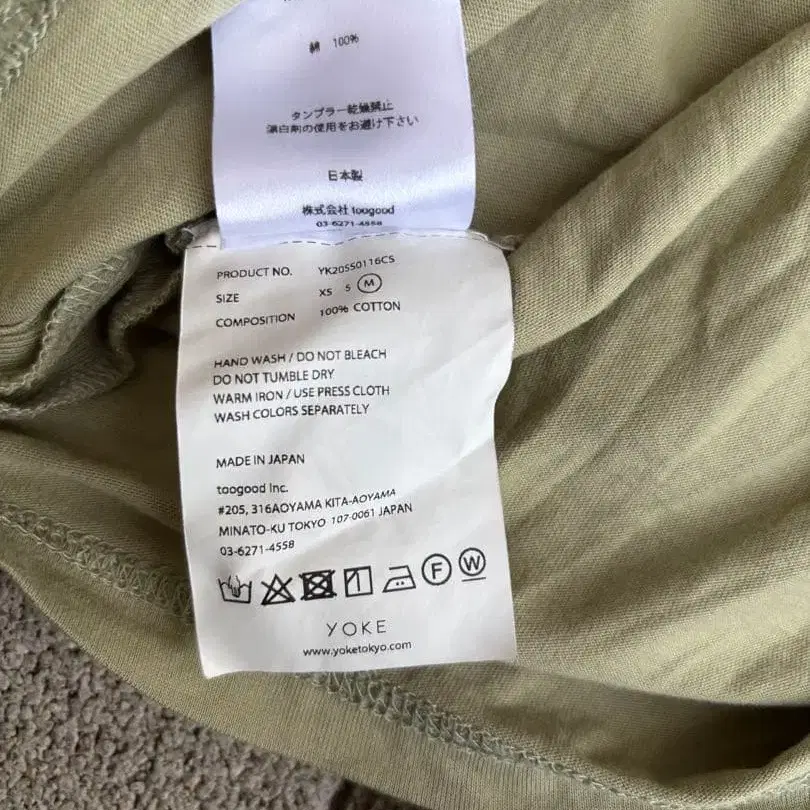 綿 100%
タンブラー乾燥禁止
漂白剤の使用をお避け下さい
日本製
株式会社 toogood
03-6271-4558
PRODUCT NO. YK20SS0116CS
SIZE XS S M
COMPOSITION 100% COTTON
HAND WASH / DO NOT BLEACH
DO NOT TUMBLE DRY
WARM IRON / USE PRESS CLOTH
WASH COLORS SEPARATELY
MADE IN JAPAN
toogood Inc.
#205, 316AOYAMA KITA-AOYAMA
MINATO-KU TOKYO 107-0061 JAPAN
03-6271-4558
F W
YOKE
www.yoketokyo.com